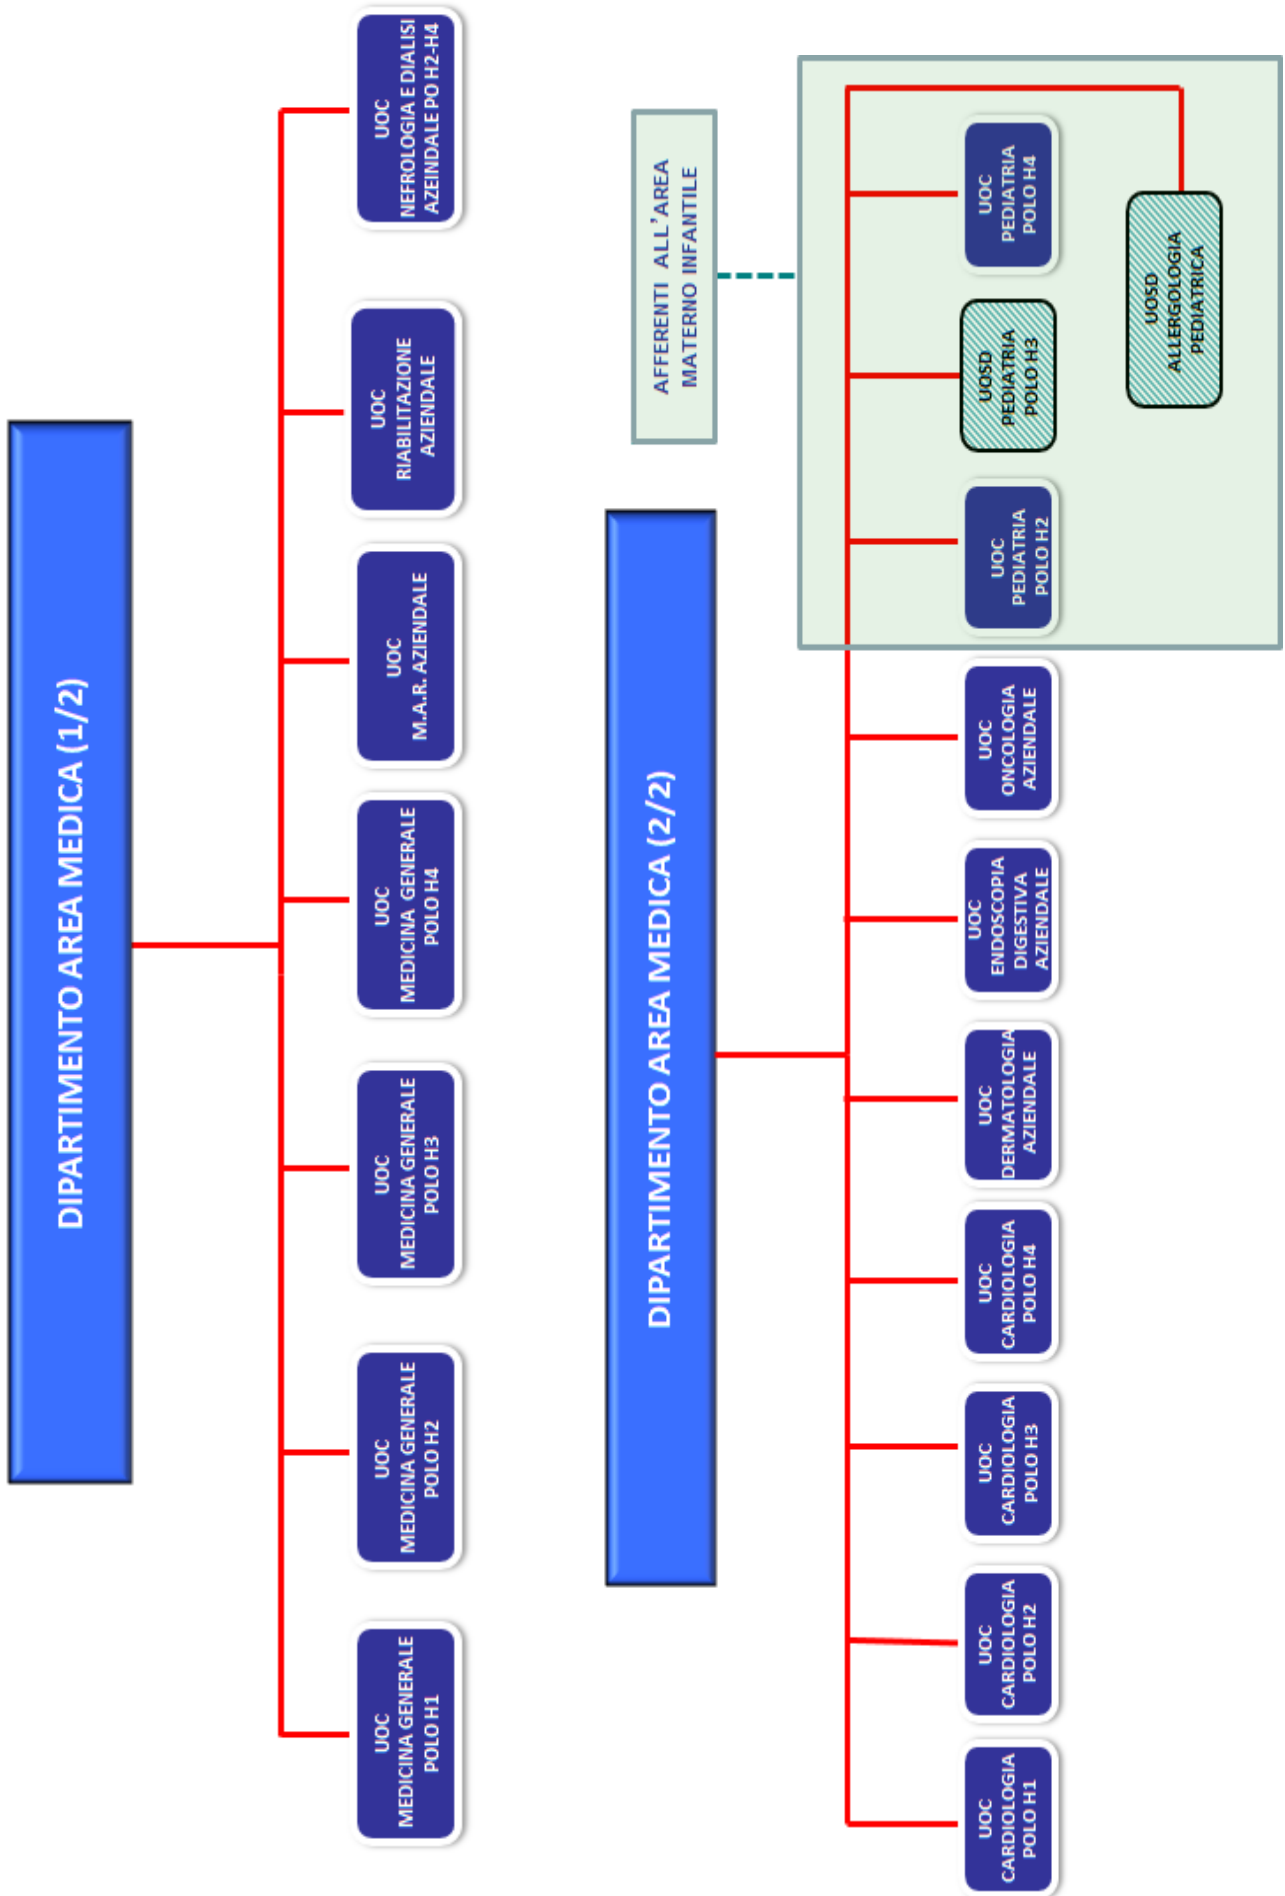 DIPARTIMENTO AREA MEDICA (1/2)
UOC
MEDICINA GENERALE
POLO H1
UOC
MEDICINA GENERALE
POLO H2
UOC
MEDICINA GENERALE
POLO H3
UOC
MEDICINA GENERALE
POLO H4
UOC
M.A.R. AZIENDALE
UOC
RIABILITAZIONE
AZIENDALE
UOC
NEFROLOGIA E DIALISI
AZEINDALE PO H2-H4
DIPARTIMENTO AREA MEDICA (2/2)
AFFERENTI ALL'AREA
MATERNO INFANTILE
UOC
CARDIOLOGIA
POLO H1
UOC
CARDIOLOGIA
POLO H2
UOC
CARDIOLOGIA
POLO H3
UOC
CARDIOLOGIA
POLO H4
UOC
DERMATOLOGIA
AZIENDALE
UOC
ENDOSCOPIA
DIGESTIVA
AZIENDALE
UOC
ONCOLOGIA
AZIENDALE
UOC
PEDIATRIA
POLO H2
UOSD
PEDIATRIA
POLO H3
UOC
PEDIATRIA
POLO H4
UOSD
ALLERGOLOGIA
PEDIATRICA